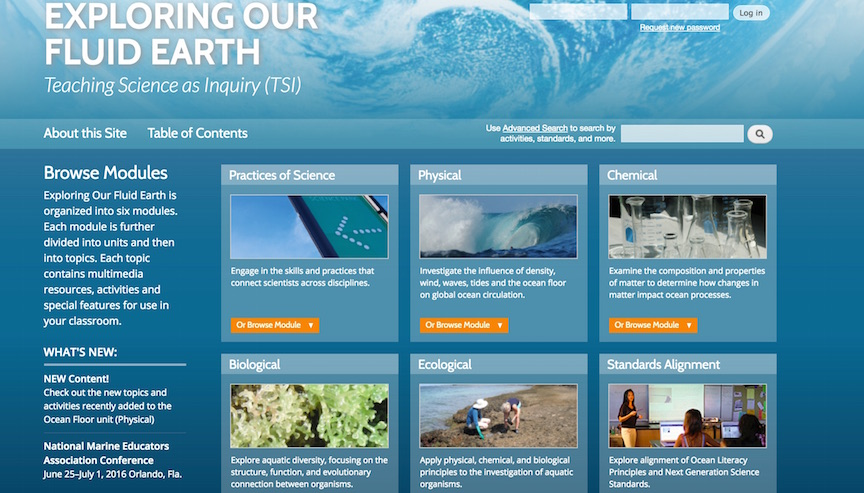 EXPLORING OUR
FLUID EARTH
Teaching Science as Inquiry (TSI)
Log in
Request new password
About this Site
Table of Contents
Use Advanced Search to search by
activities, standards, and more.
Browse Modules
Exploring Our Fluid Earth is
organized into six modules.
Each module is further
divided into units and then
into topics. Each topic
contains multimedia
resources, activities and
special features for use in
your classroom.
WHAT'S NEW:
NEW Content!
Check out the new topics and
activities recently added to the
Ocean Floor unit (Physical)
National Marine Educators
Association Conference
June 25–July 1, 2016 Orlando, Fla.
Practices of Science
Engage in the skills and practices that
connect scientists across disciplines.
Or Browse Module ▼
Physical
Investigate the influence of density,
wind, waves, tides and the ocean floor
on global ocean circulation.
Or Browse Module ▼
Chemical
Examine the composition and properties
of matter to determine how changes in
matter impact ocean processes.
Or Browse Module ▼
Biological
Explore aquatic diversity, focusing on the
structure, function, and evolutionary
connection between organisms.
Ecological
Apply physical, chemical, and biological
principles to the investigation of aquatic
organisms.
Standards Alignment
Explore alignment of Ocean Literacy
Principles and Next Generation Science
Standards.